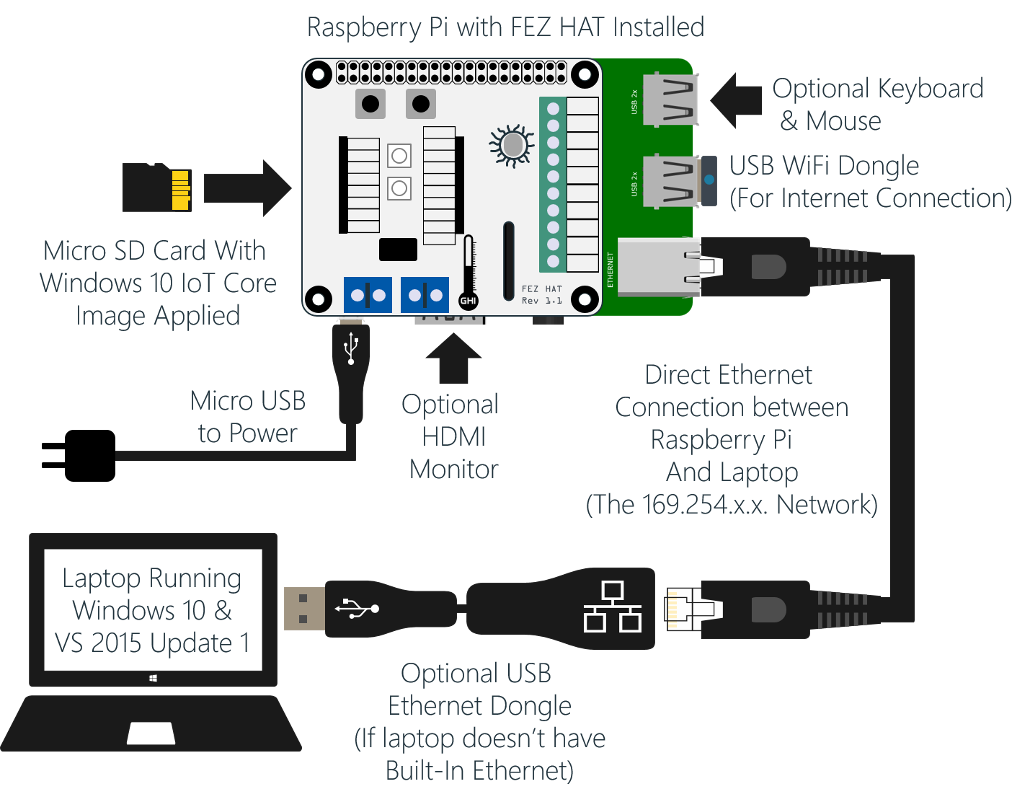 Raspberry Pi with FEZ HAT Installed
USB 2x
Optional Keyboard
& Mouse
USB 2x
USB WiFi Dongle
(For Internet Connection)
Micro SD Card With
Windows 10 IoT Core
Image Applied
ETHERNET
GHI
FEZ HAT
Rev 1.1
Micro USB
to Power
Optional
HDMI
Monitor
Direct Ethernet
Connection between
Raspberry Pi
And Laptop
(The 169.254.x.x. Network)
Laptop Running
Windows 10 &
VS 2015 Update 1
Optional USB
Ethernet Dongle
(If laptop doesn't have
Built-In Ethernet)